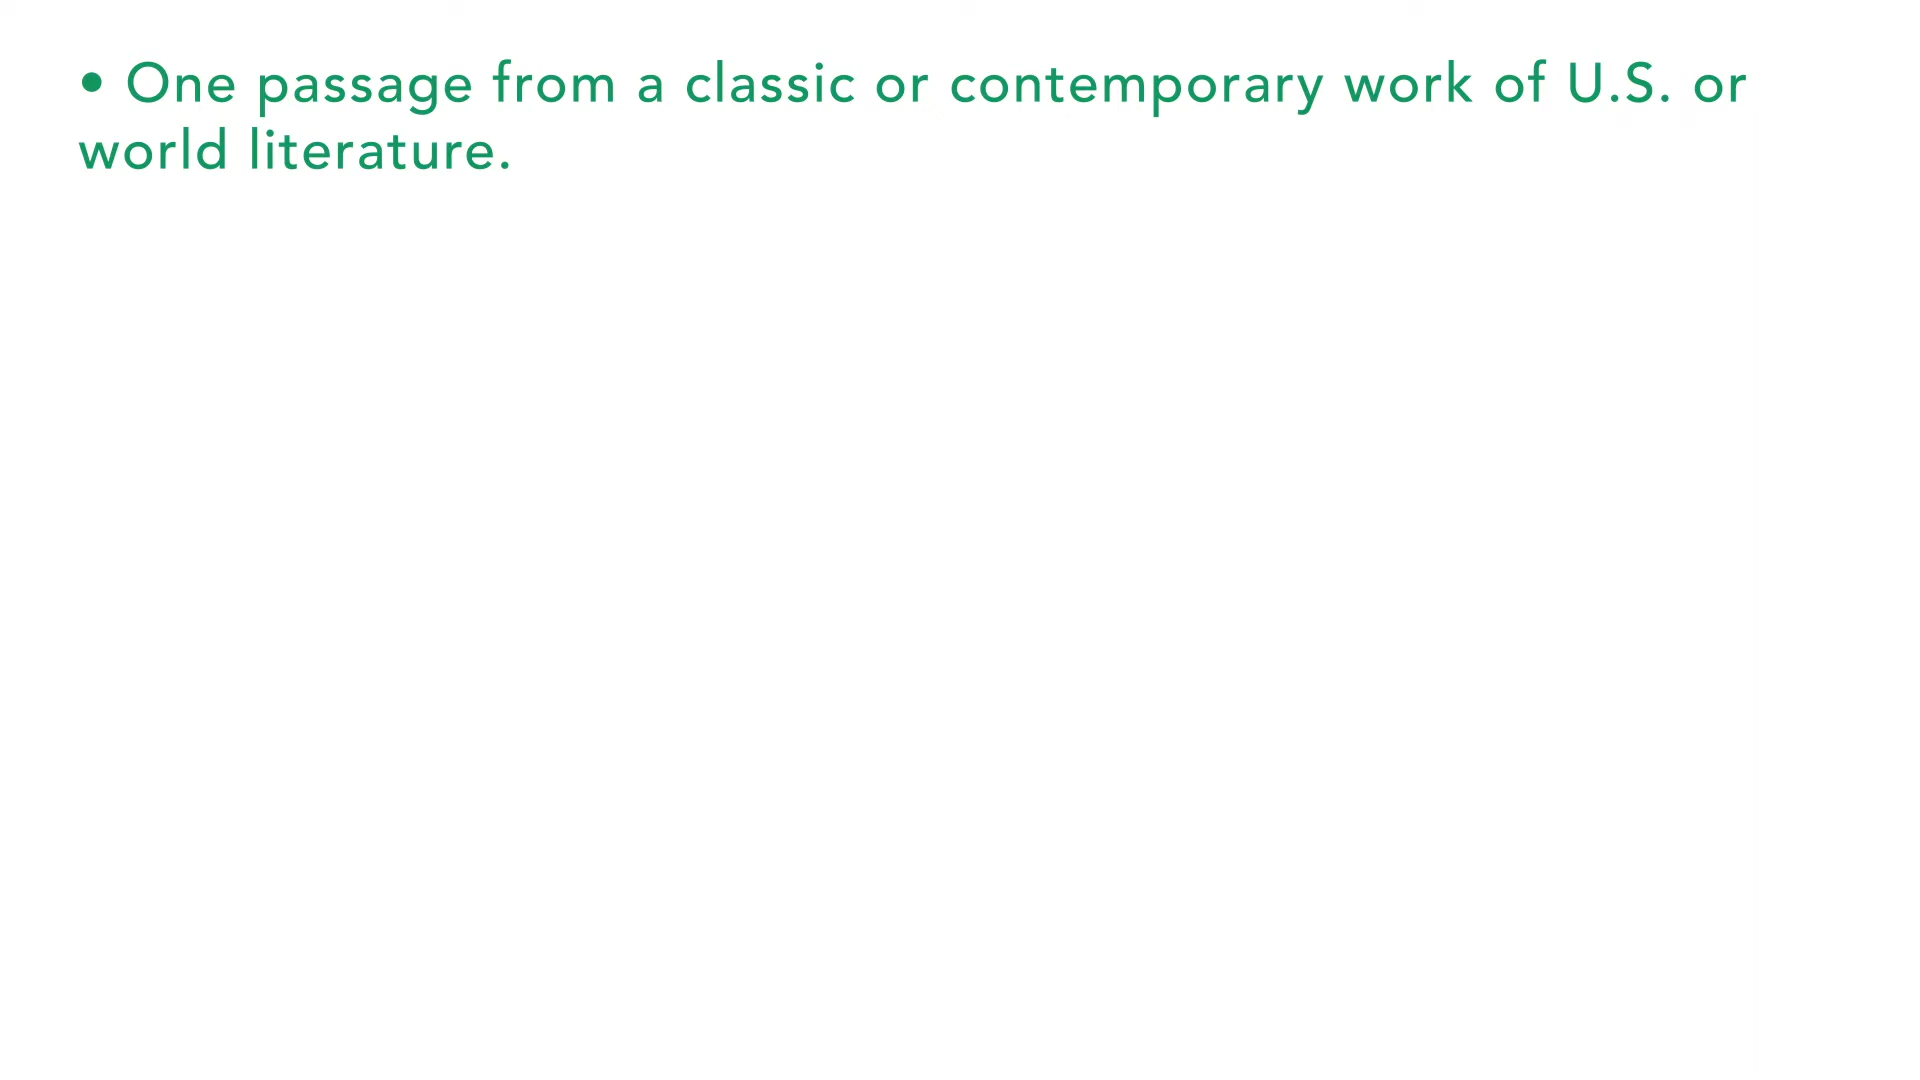 • One passage from a classic or contemporary work of U.S. or
world literature.